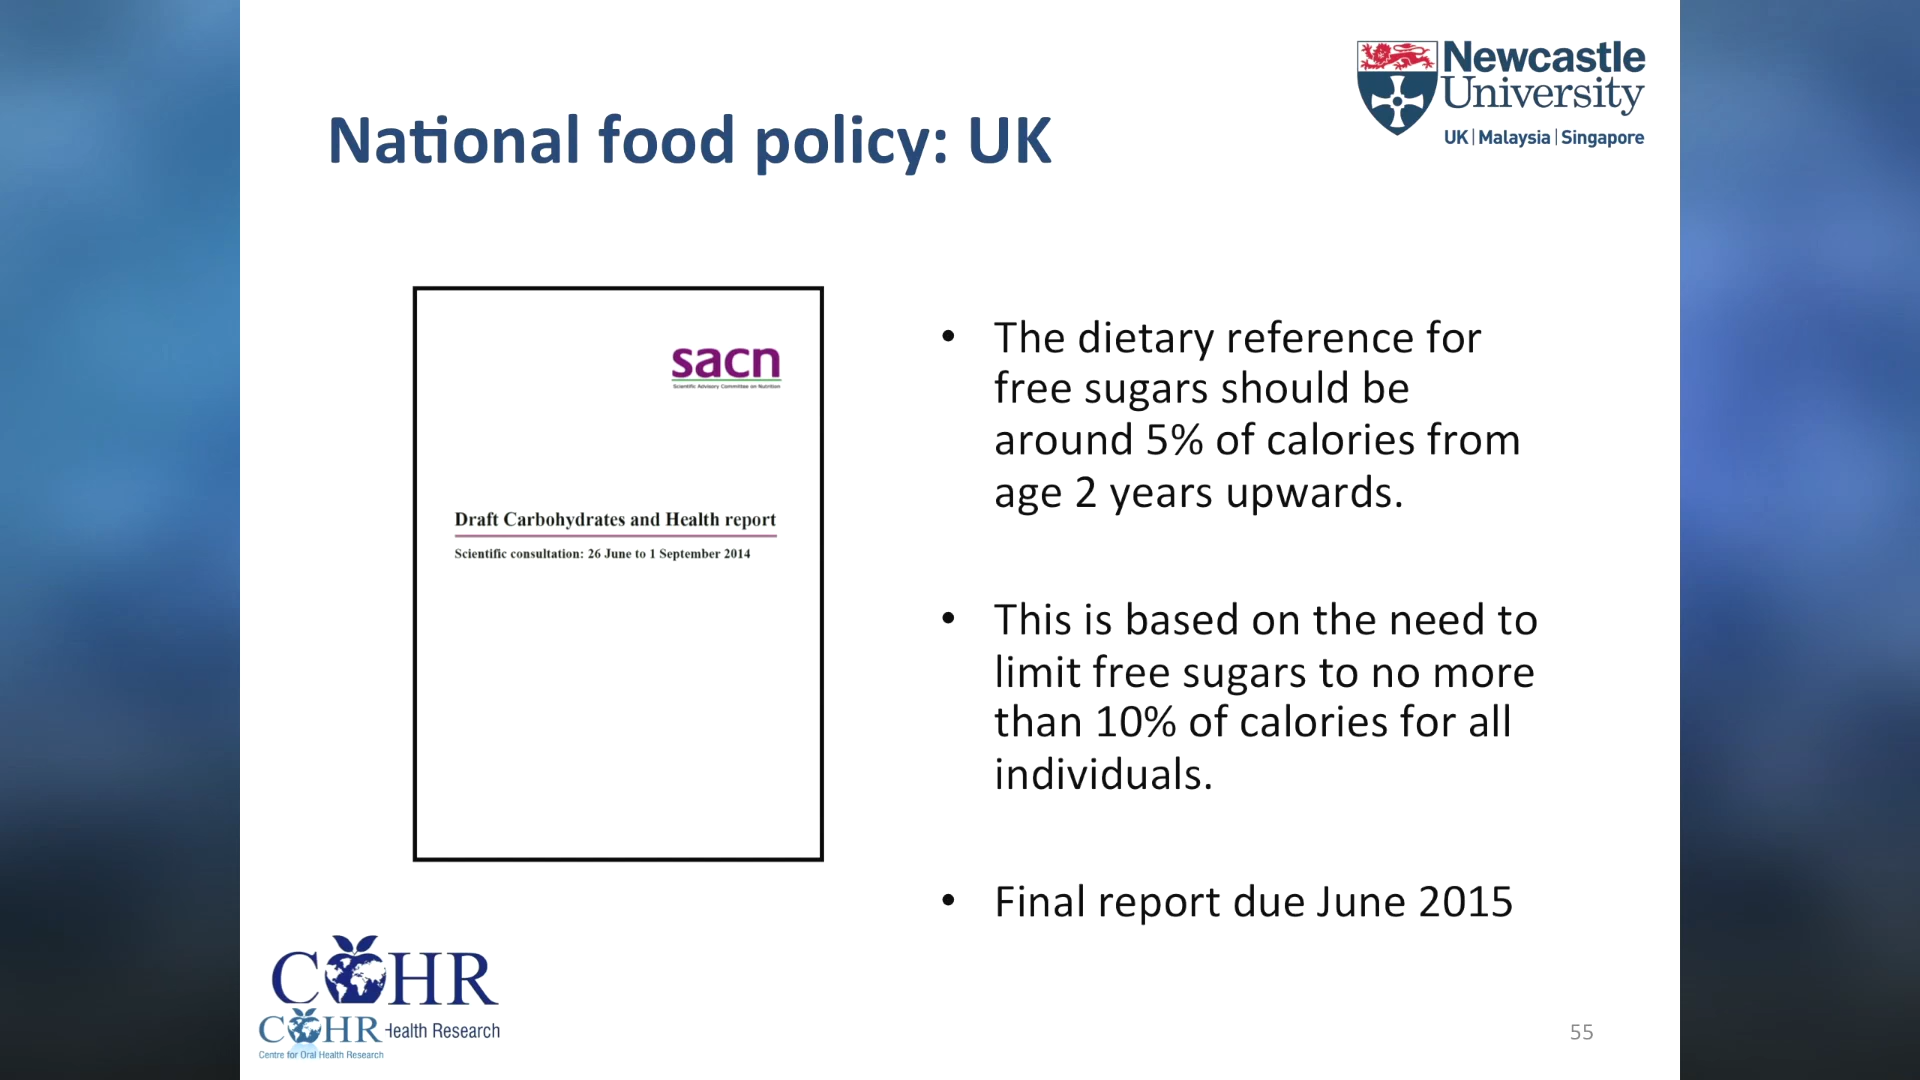 Newcastle
University
UK | Malaysia | Singapore
National food policy: UK
sacn
Scientific Advisory Committee on Nutrition
Draft Carbohydrates and Health report
Scientific consultation: 26 June to 1 September 2014
• The dietary reference for
free sugars should be
around 5% of calories from
age 2 years upwards.
• This is based on the need to
limit free sugars to no more
than 10% of calories for all
individuals.
• Final report due June 2015
COHR
COHR
Health Research
Centre for Oral Health Research
55